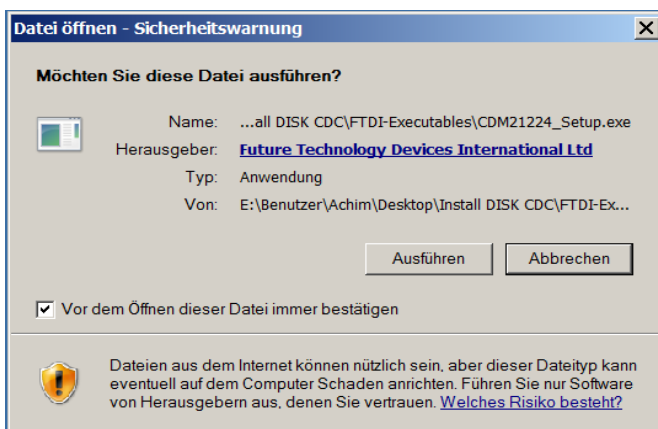 Datei öffnen - Sicherheitswarnung
Möchten Sie diese Datei ausführen?
Name: ...all DISK CDC\FTDI-Executables\CDM21224_Setup.exe
Herausgeber: Future Technology Devices International Ltd
Typ: Anwendung
Von: E:\Benutzer\Achim\Desktop\Install DISK CDC\FTDI-Ex...
Ausführen Abbrechen
Vor dem Öffnen dieser Datei immer bestätigen
Dateien aus dem Internet können nützlich sein, aber dieser Dateityp kann
eventuell auf dem Computer Schaden anrichten. Führen Sie nur Software
von Herausgebern aus, denen Sie vertrauen. Welches Risiko besteht?